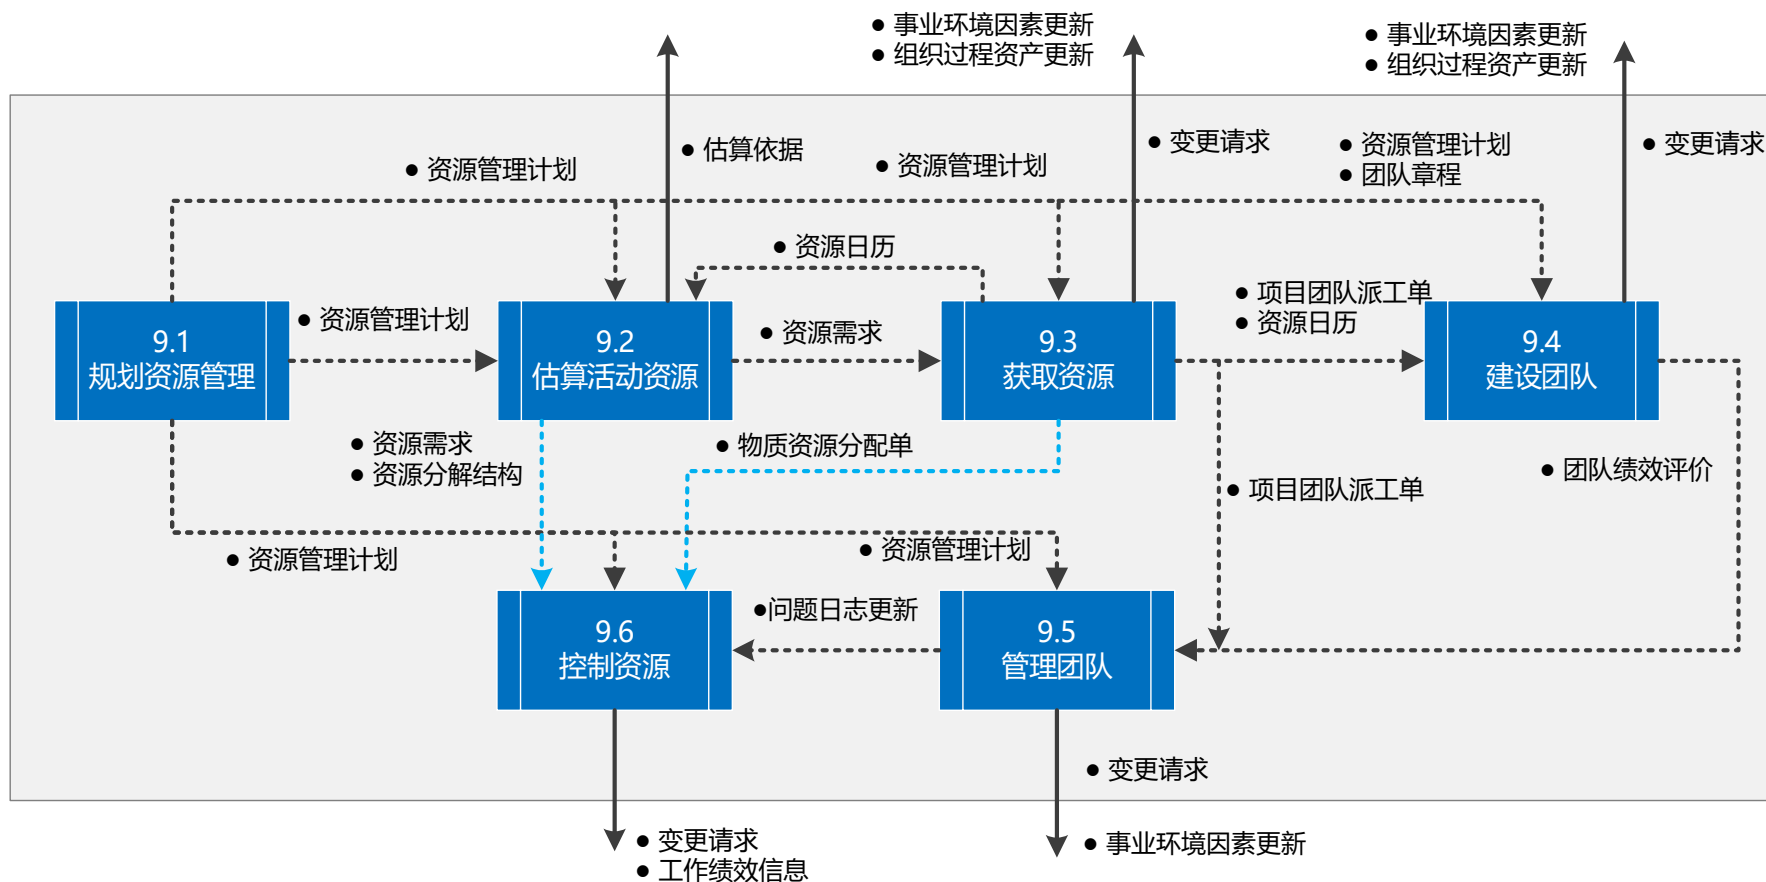 ● 事业环境因素更新
● 组织过程资产更新
● 事业环境因素更新
● 组织过程资产更新
● 估算依据
● 变更请求
● 变更请求
● 资源管理计划
● 资源管理计划
● 资源管理计划
● 团队章程
● 资源日历
● 资源管理计划
● 资源需求
● 项目团队派工单
● 资源日历
9.1
规划资源管理
9.2
估算活动资源
9.3
获取资源
9.4
建设团队
● 资源需求
● 资源分解结构
● 物质资源分配单
● 项目团队派工单
● 团队绩效评价
● 资源管理计划
● 资源管理计划
●问题日志更新
9.6
控制资源
9.5
管理团队
● 变更请求
● 变更请求
● 工作绩效信息
● 事业环境因素更新